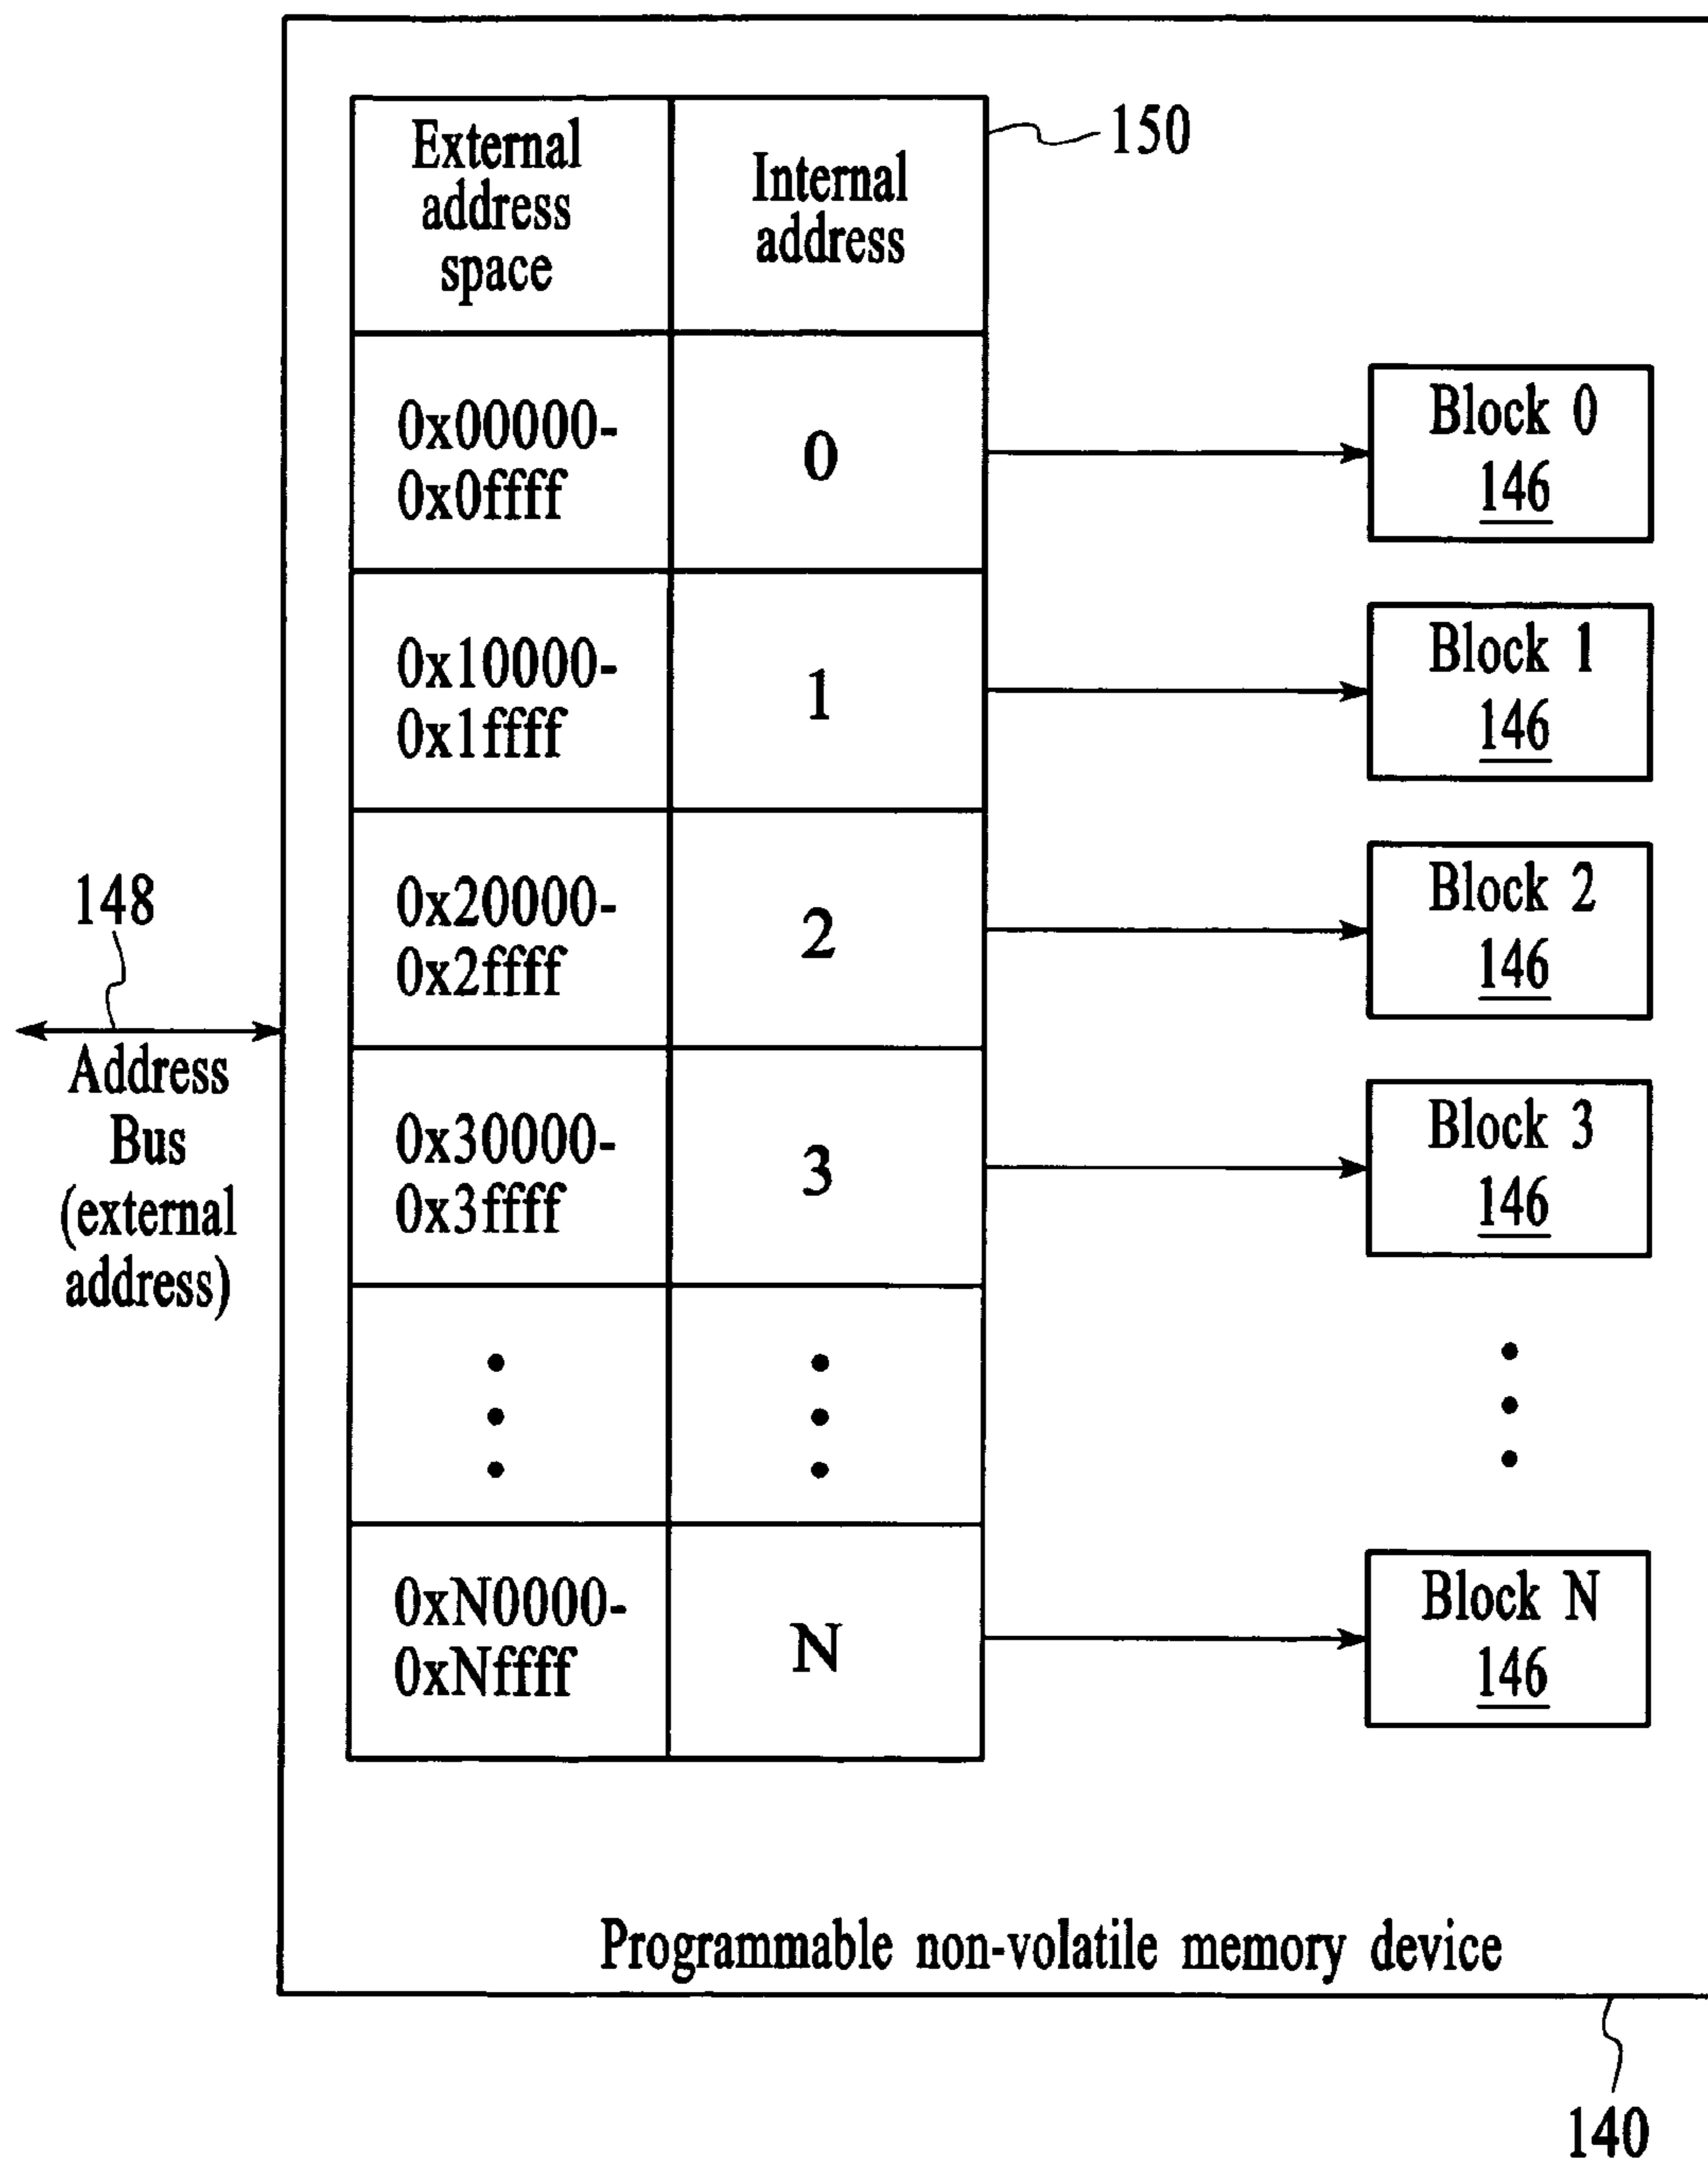 External
address
space
Internal
address
150
0x00000-
0x0ffff
0
Block 0
146
0x10000-
0x1ffff
1
Block 1
146
0x20000-
0x2ffff
2
Block 2
146
148
Address
Bus
(external
address)
0x30000-
0x3ffff
3
Block 3
146
0xN0000-
0xNffff
N
Block N
146
Programmable non-volatile memory device
140